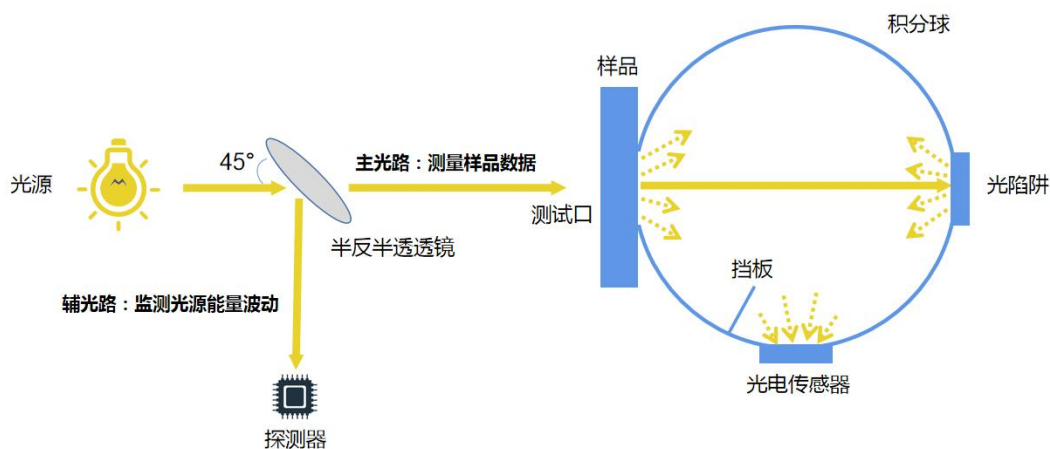 积分球
样品
45°
主光路：测量样品数据
光源
光陷阱
测试口
半反半透透镜
挡板
辅光路：监测光源能量波动
光电传感器
探测器